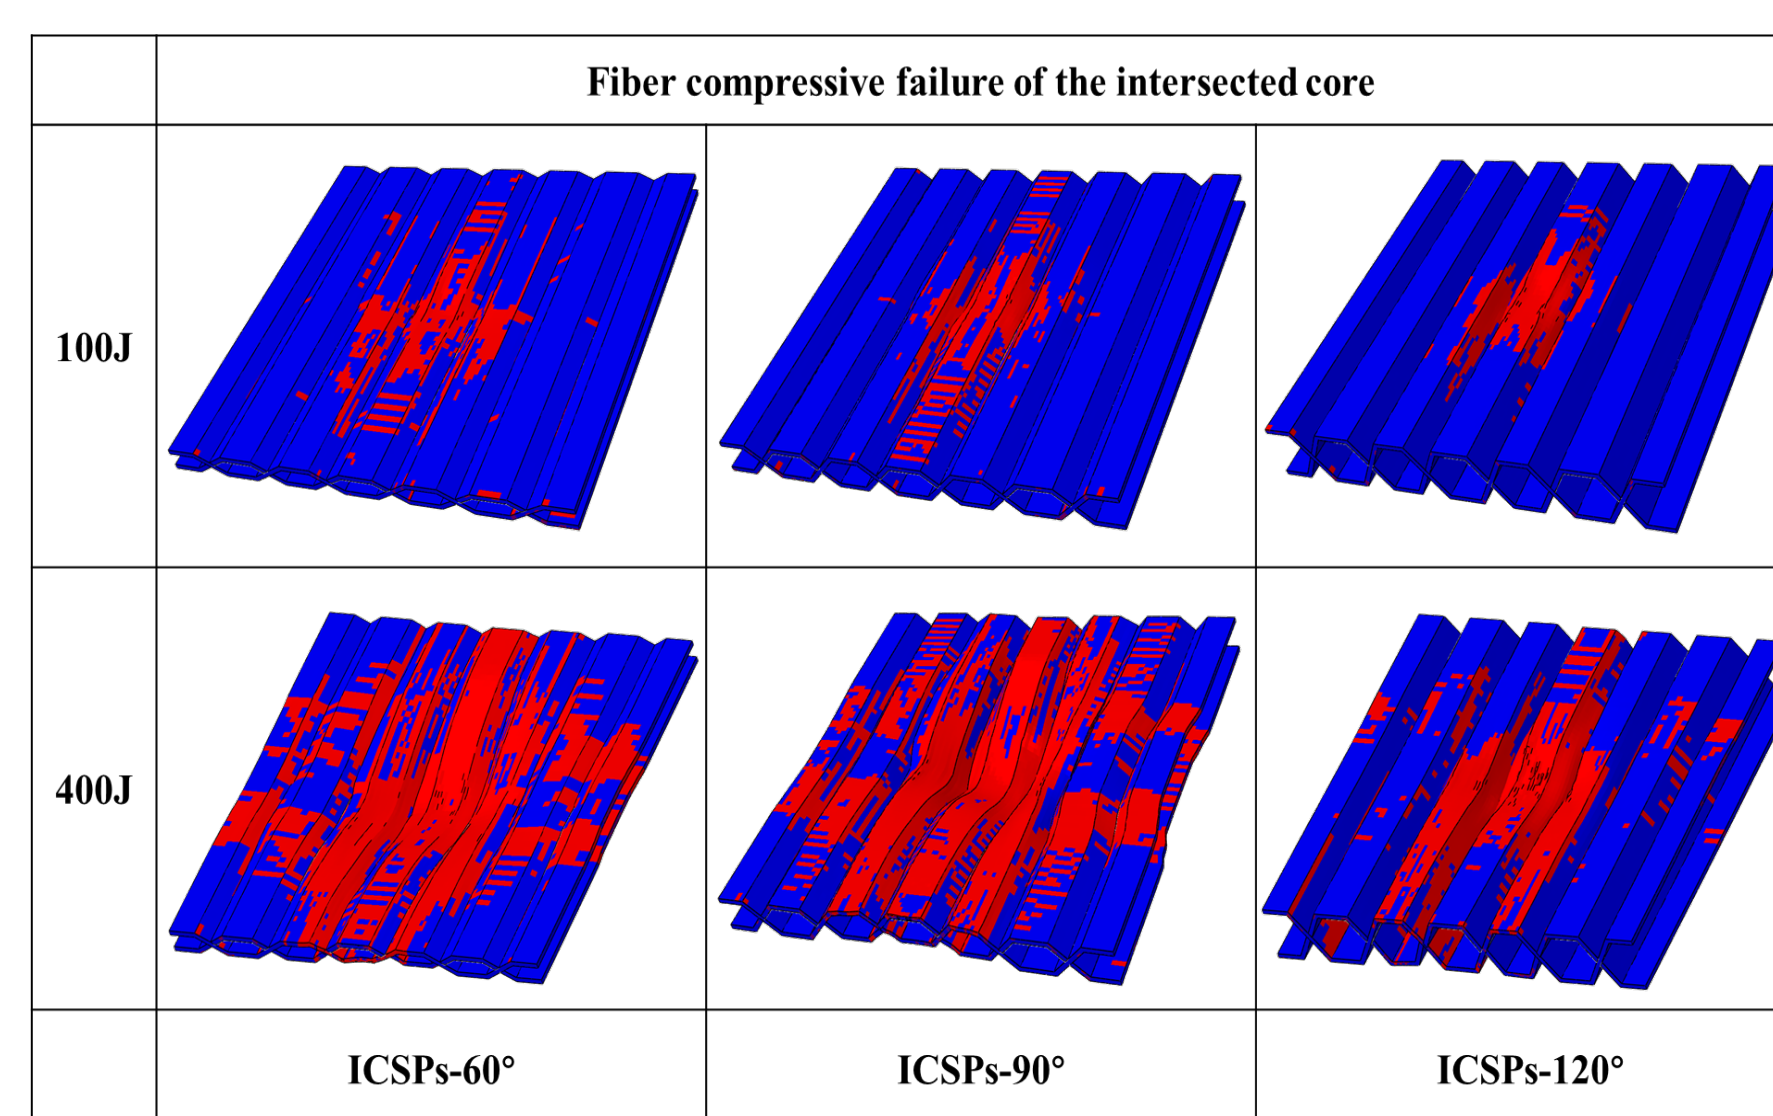 Fiber compressive failure of the intersected core
100J
400J
ICSPs-60°
ICSPs-90°
ICSPs-120°